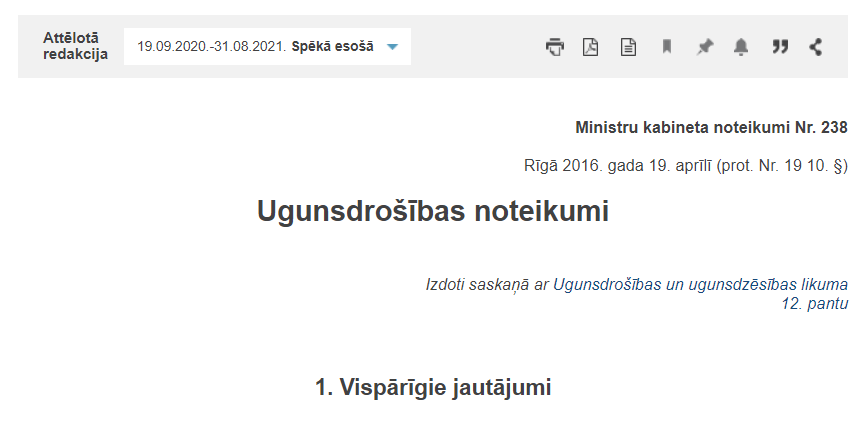 Attēlotā
redakcija
19.09.2020.-31.08.2021. Spēkā esošā
Ministru kabineta noteikumi Nr. 238
Rīgā 2016. gada 19. aprīlī (prot. Nr. 19 10. §)
Ugunsdrošības noteikumi
Izdoti saskaņā ar Ugunsdrošības un ugunsdzēsības likuma
12. pantu
1. Vispārīgie jautājumi